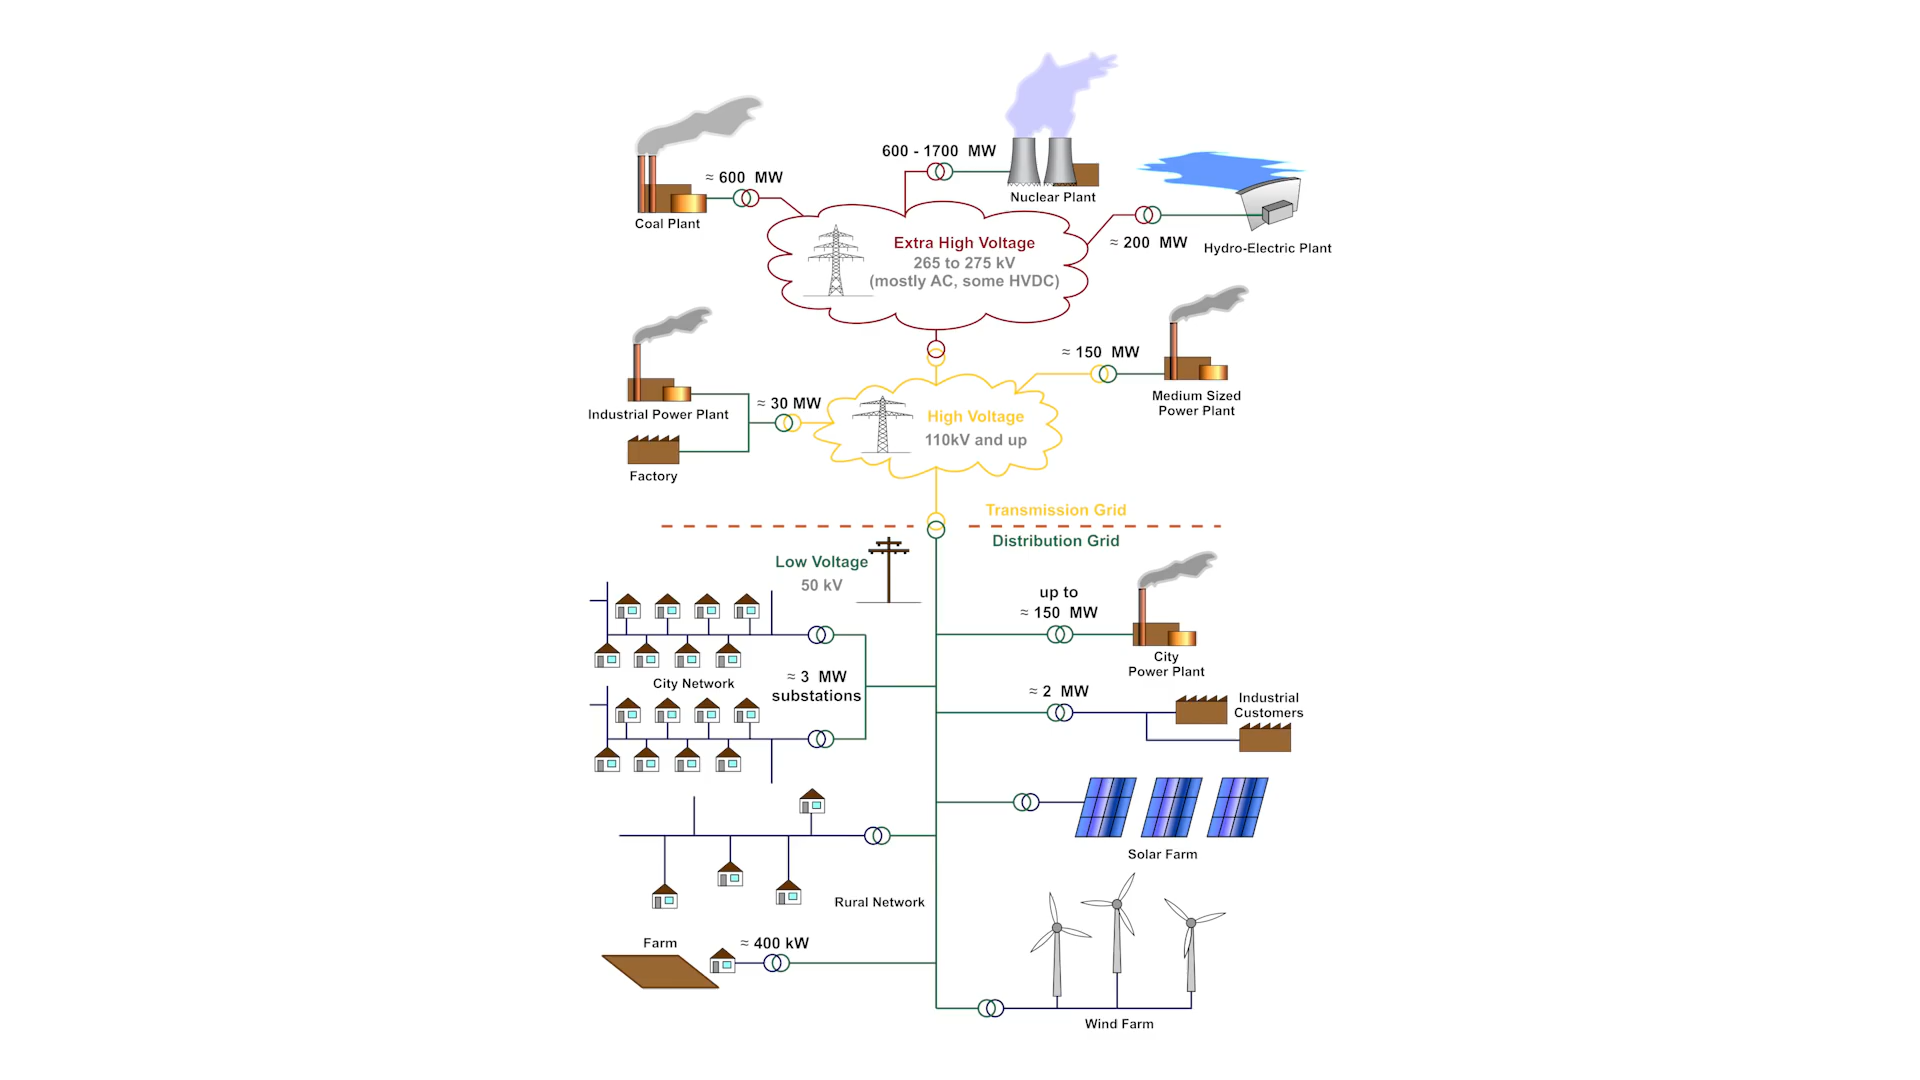 600 - 1700  MW
≈ 600  MW
Nuclear Plant
Coal Plant
Extra High Voltage
265 to 275 kV
(mostly AC, some HVDC)
≈ 200  MW
Hydro-Electric Plant
≈ 150  MW
Medium Sized
Power Plant
≈ 30 MW
Industrial Power Plant
High Voltage
110kV and up
Factory
Transmission Grid
Distribution Grid
Low Voltage
50 kV
up to
≈ 150  MW
City
Power Plant
City Network
≈ 3  MW
substations
≈ 2  MW
Industrial
Customers
Solar Farm
Rural Network
Farm
≈ 400 kW
Wind Farm